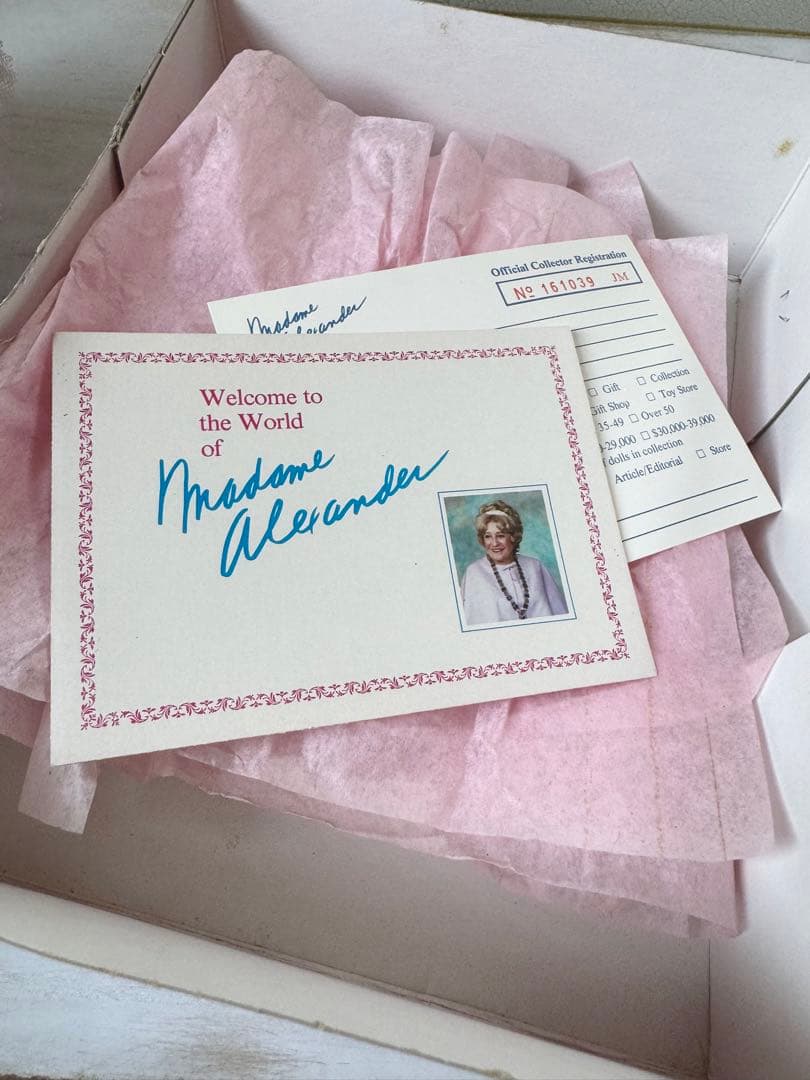 Official Collector Registration
Nº 161039 JM
Madame
Alexander
□ Gift □ Collection
Gift Shop □ Toy Store
35-49 □ Over 50
-29,000 □ $30,000-39,000
dolls in collection
Article/Editorial □ Store
Welcome to
the World
of
Madame
Alexander